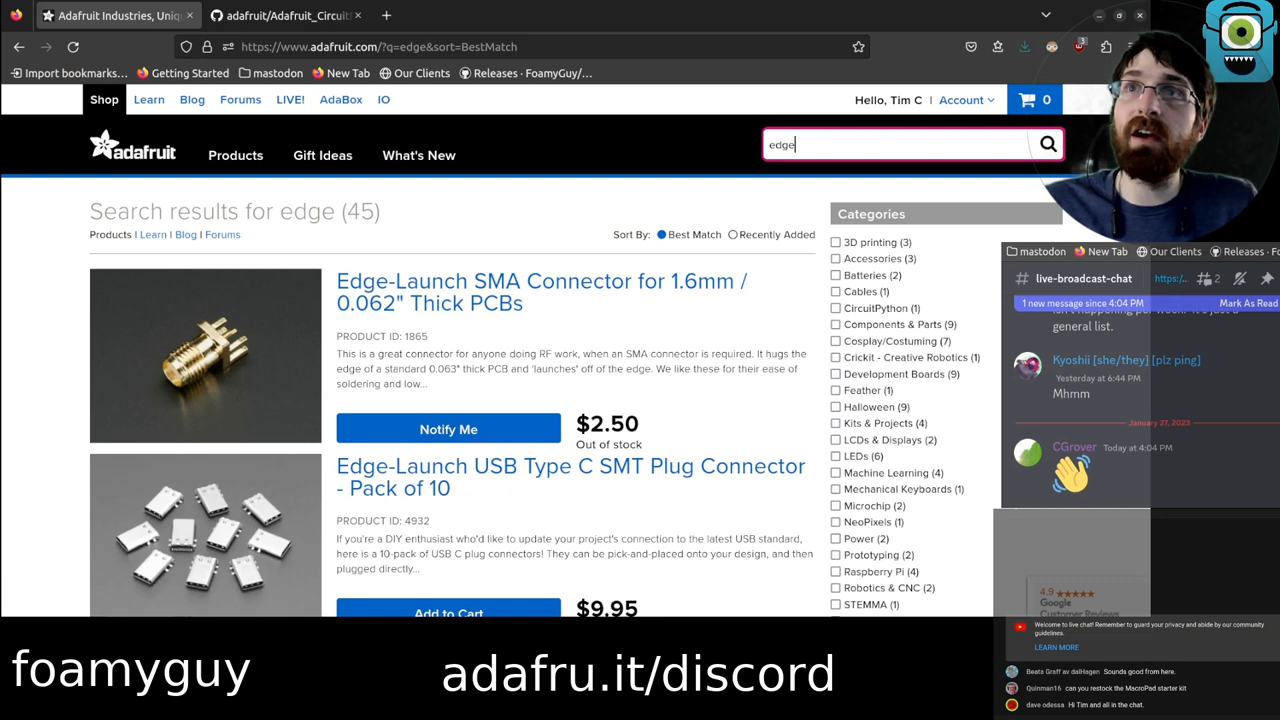 Adafruit Industries, Uniqu
adafruit/Adafruit_Circuit
https://www.adafruit.com/?q=edge&sort=BestMatch
3
Import bookmarks...
Getting Started
mastodon
New Tab
Our Clients
Releases · FoamyGuy/...
Shop
Learn
Blog
Forums
LIVE!
AdaBox
IO
Hello, Tim C | Account
0
adafruit
Products
Gift Ideas
What's New
edge
Search results for edge (45)
Products | Learn | Blog | Forums
Sort By: Best Match Recently Added
Edge-Launch SMA Connector for 1.6mm /
0.062" Thick PCBs
PRODUCT ID: 1865
This is a great connector for anyone doing RF work, when an SMA connector is required. It hugs the
edge of a standard 0.063" thick PCB and 'launches' off of the edge. We like these for their ease of
soldering and low...
Notify Me
$2.50
Out of stock
Edge-Launch USB Type C SMT Plug Connector
- Pack of 10
PRODUCT ID: 4932
If you're a DIY enthusiast who'd like to update your project's connection to the latest USB standard,
here is a 10-pack of USB C plug connectors! They can be pick-and-placed onto your design, and then
plugged directly...
Add to Cart
$9.95
Categories
3D printing (3)
Accessories (3)
Batteries (2)
Cables (1)
CircuitPython (1)
Components & Parts (9)
Cosplay/Costuming (7)
Crickit - Creative Robotics (1)
Development Boards (9)
Feather (1)
Halloween (9)
Kits & Projects (4)
LCDs & Displays (2)
LEDs (6)
Machine Learning (4)
Mechanical Keyboards (1)
Microchip (2)
NeoPixels (1)
Power (2)
Prototyping (2)
Raspberry Pi (4)
Robotics & CNC (2)
STEMMA (1)
mastodon
New Tab
Our Clients
Releases · Fo
# live-broadcast-chat
https:/..
2
1 new message since 4:04 PM
Mark As Read
general list.
Kyoshii [she/they] [plz ping]
Yesterday at 6:44 PM
Mhmm
January 27, 2023
CGrover Today at 4:04 PM
4.9
Google
Customer Reviews
Welcome to live chat! Remember to guard your privacy and abide by our community
guidelines.
LEARN MORE
Beata Graff av dalHagen Sounds good from here.
Quinman16 can you restock the MacroPad starter kit
dave odessa Hi Tim and all in the chat.
foamyguy
adafru.it/discord